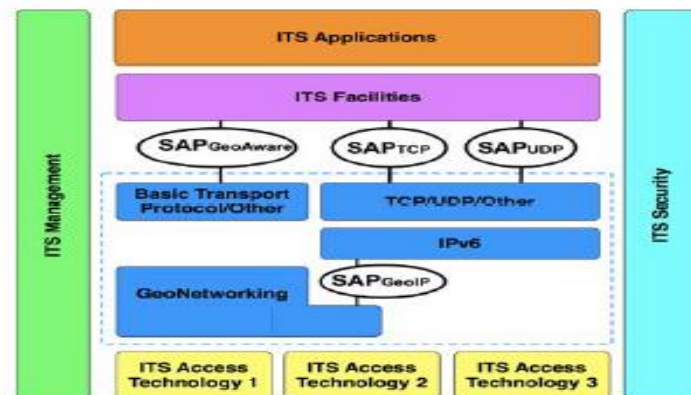 ITS Applications
ITS Facilities
SAPGeoAware
SAPTCP
SAPUDP
ITS Management
ITS Security
Basic Transport
Protocol/Other
TCP/UDP/Other
IPv6
SAPGeoIP
GeoNetworking
ITS Access
Technology 1
ITS Access
Technology 2
ITS Access
Technology 3